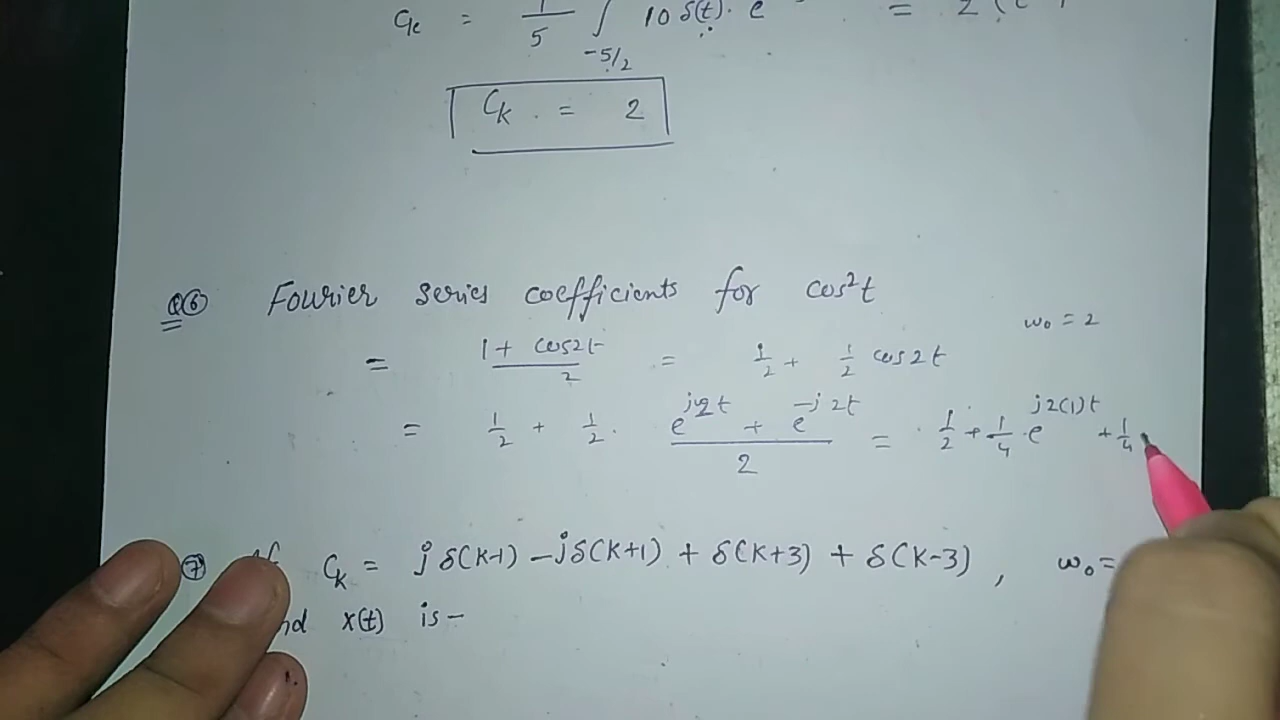 Ck = 1/5 ∫ -5/2 10 δ(t). e = 2 (
Ck . = 2
Q6 Fourier series coefficients for cos²t
ω₀ = 2
= 1 + cos2t / 2 = 1/2 + 1/2 cos 2t
= 1/2 + 1/2 . e^{j2t} + e^{-j2t} / 2 = 1/2 + 1/4 . e^{j2(1)t} + 1/4
7 Ck = j δ(K-1) - jδ(K+1) + δ(K+3) + δ(K-3) , ω₀ =
x(t) is -